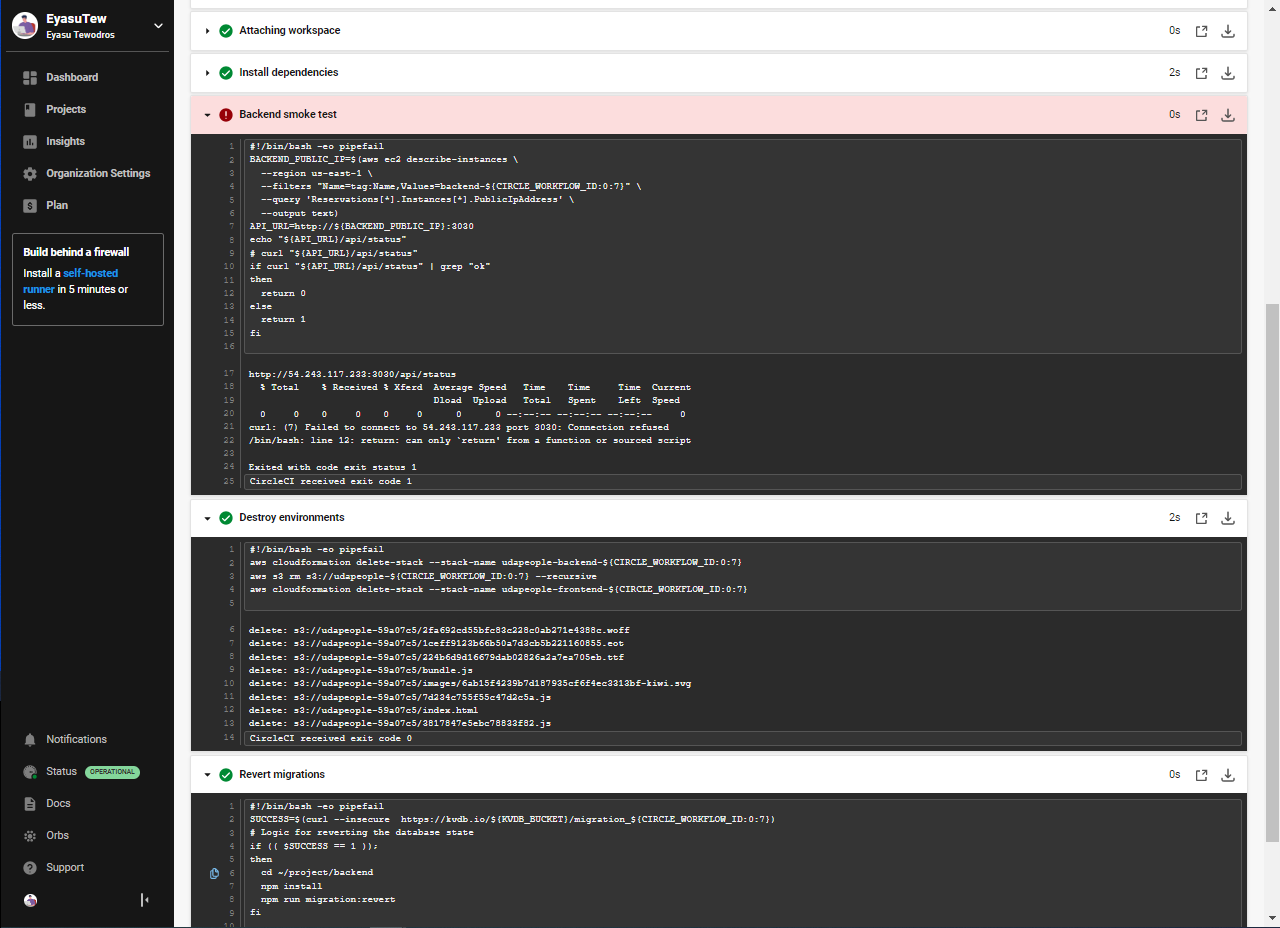 EyasuTew
Eyasu Tewodros
Dashboard
Projects
Insights
Organization Settings
Plan
Build behind a firewall
Install a self-hosted
runner in 5 minutes or
less.
Notifications
Status OPERATIONAL
Docs
Orbs
Support
Attaching workspace 0s
Install dependencies 2s
Backend smoke test 0s
1 #!/bin/bash -eo pipefail
2 BACKEND_PUBLIC_IP=$(aws ec2 describe-instances \
3 --region us-east-1 \
4 --filters "Name=tag:Name,Values=backend-${CIRCLE_WORKFLOW_ID:0:7}" \
5 --query 'Reservations[*].Instances[*].PublicIpAddress' \
6 --output text)
7 API_URL=http://${BACKEND_PUBLIC_IP}:3030
8 echo "${API_URL}/api/status"
9 # curl "${API_URL}/api/status"
10 if curl "${API_URL}/api/status" | grep "ok"
11 then
12 return 0
13 else
14 return 1
15 fi
16
17 http://54.243.117.233:3030/api/status
18 % Total % Received % Xferd Average Speed Time Time Time Current
19 Dload Upload Total Spent Left Speed
20 0 0 0 0 0 0 0 0 --:--:-- --:--:-- --:--:-- 0
21 curl: (7) Failed to connect to 54.243.117.233 port 3030: Connection refused
22 /bin/bash: line 12: return: can only `return' from a function or sourced script
23
24 Exited with code exit status 1
25 CircleCI received exit code 1
Destroy environments 2s
1 #!/bin/bash -eo pipefail
2 aws cloudformation delete-stack --stack-name udapeople-backend-${CIRCLE_WORKFLOW_ID:0:7}
3 aws s3 rm s3://udapeople-${CIRCLE_WORKFLOW_ID:0:7} --recursive
4 aws cloudformation delete-stack --stack-name udapeople-frontend-${CIRCLE_WORKFLOW_ID:0:7}
5
6 delete: s3://udapeople-59a07c5/2fa692cd55bfc83c228c0ab271e4388c.woff
7 delete: s3://udapeople-59a07c5/1ceff9123b66b50a7d3cb5b221160855.eot
8 delete: s3://udapeople-59a07c5/224b6d9d16679dab02826a2a7ea705eb.ttf
9 delete: s3://udapeople-59a07c5/bundle.js
10 delete: s3://udapeople-59a07c5/images/6ab15f4239b7d187935cf6f4ec3313bf-kiwi.svg
11 delete: s3://udapeople-59a07c5/7d234c755f55c47d2c5a.js
12 delete: s3://udapeople-59a07c5/index.html
13 delete: s3://udapeople-59a07c5/3817847e5ebc78833f82.js
14 CircleCI received exit code 0
Revert migrations 0s
1 #!/bin/bash -eo pipefail
2 SUCCESS=$(curl --insecure https://kvdb.io/${KVDB_BUCKET}/migration_${CIRCLE_WORKFLOW_ID:0:7})
3 # Logic for reverting the database state
4 if (( $SUCCESS == 1 ));
5 then
6 cd ~/project/backend
7 npm install
8 npm run migration:revert
9 fi
10